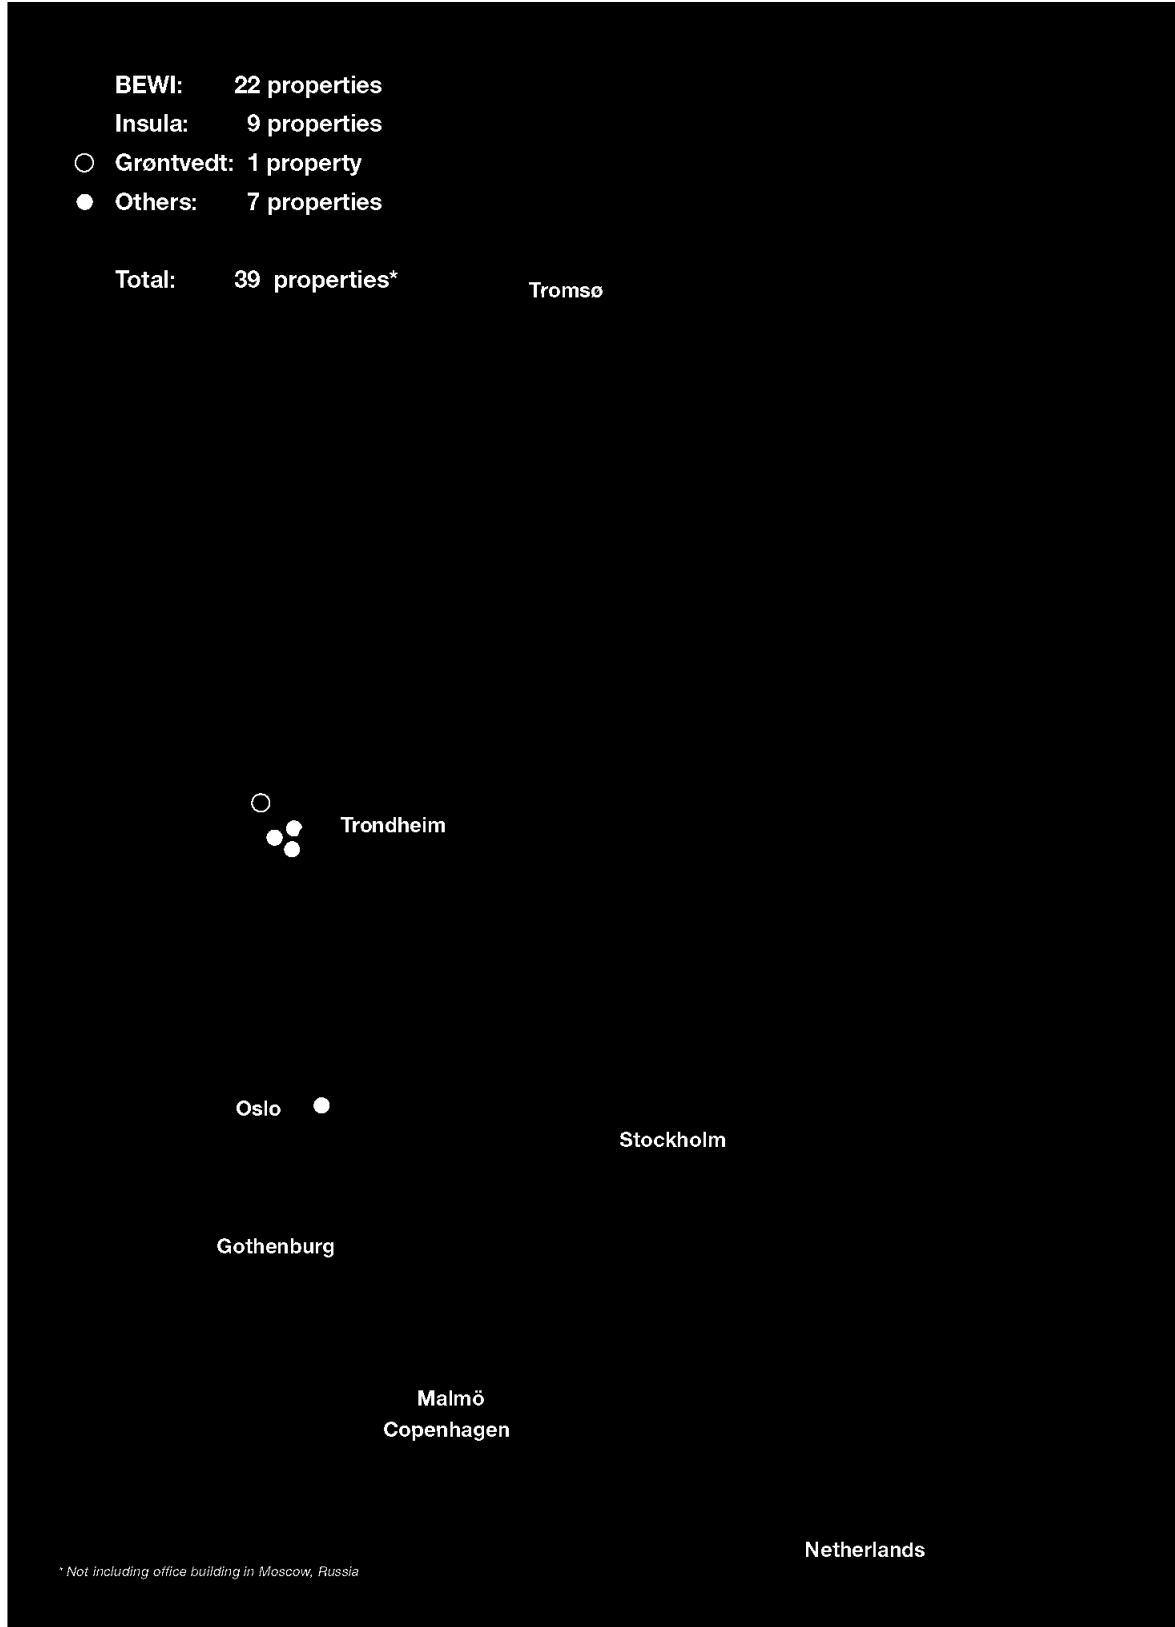 BEWI: 22 properties
Insula: 9 properties
Grøntvedt: 1 property
Others: 7 properties
Total: 39 properties*
Tromsø
Trondheim
Oslo
Stockholm
Gothenburg
Malmö
Copenhagen
Netherlands
* Not including office building in Moscow, Russia